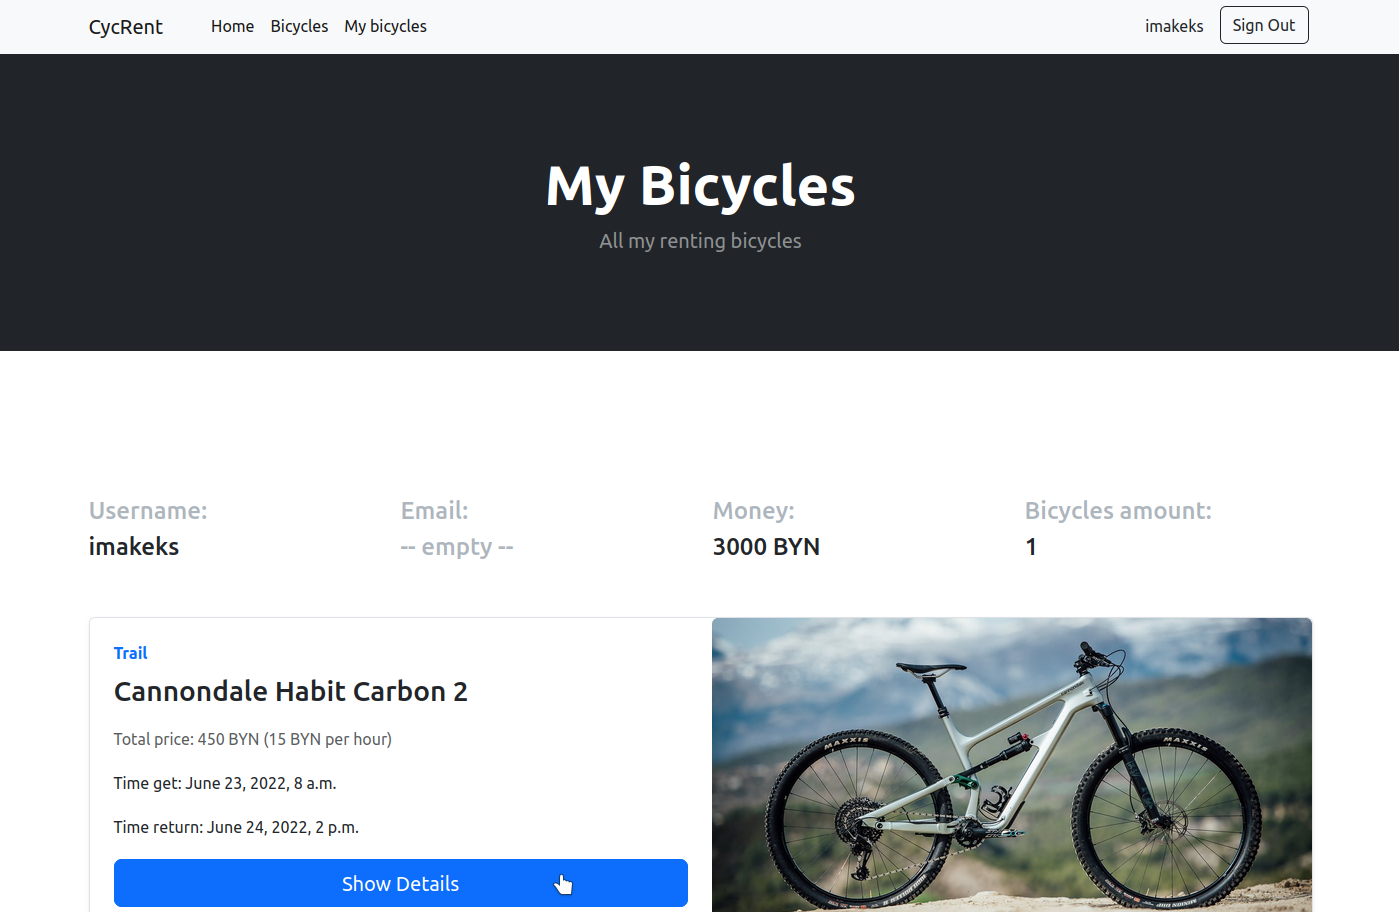 CycRent Home Bicycles My bicycles imakeks Sign Out
My Bicycles
All my renting bicycles
Username: Email: Money: Bicycles amount:
imakeks -- empty -- 3000 BYN 1
Trail
Cannondale Habit Carbon 2
Total price: 450 BYN (15 BYN per hour)
Time get: June 23, 2022, 8 a.m.
Time return: June 24, 2022, 2 p.m.
Show Details
MAXXIS
MAXXIS
cannondale